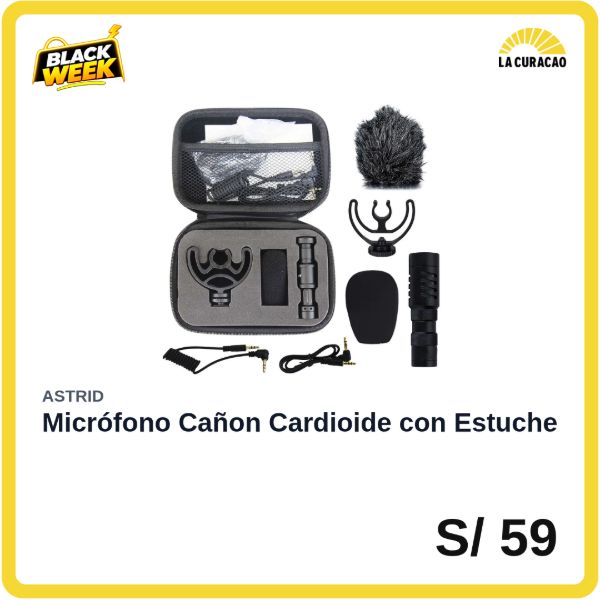 BLACK
WEEK
LA CURACAO
ASTRID
Micrófono Cañon Cardioide con Estuche
S/ 59